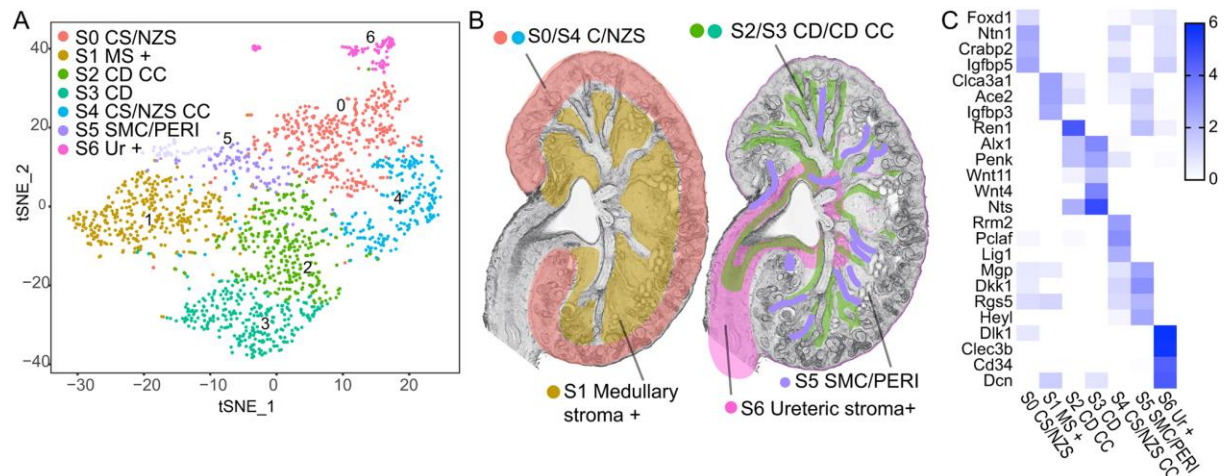 A
S0 CS/NZS
S1 MS +
S2 CD CC
S3 CD
S4 CS/NZS CC
S5 SMC/PERI
S6 Ur +
40
20
0
−20
−40
tSNE_2
0
1
2
3
4
5
6
−30
−20
−10
0
10
20
tSNE_1
B
S0/S4 C/NZS
S2/S3 CD/CD CC
S1 Medullary
stroma +
S5 SMC/PERI
S6 Ureteric stroma+
C
Foxd1
Ntn1
Crabp2
Igfbp5
Clca3a1
Ace2
Igfbp3
Ren1
Alx1
Penk
Wnt11
Wnt4
Nts
Rrm2
Pclaf
Lig1
Mgp
Dkk1
Rgs5
Heyl
Dlk1
Clec3b
Cd34
Dcn
S0 CS/NZS
S1 MS +
S2 CD CC
S3 CD
S4 CS/NZS CC
S5 SMC/PERI
S6 Ur +
6
4
2
0